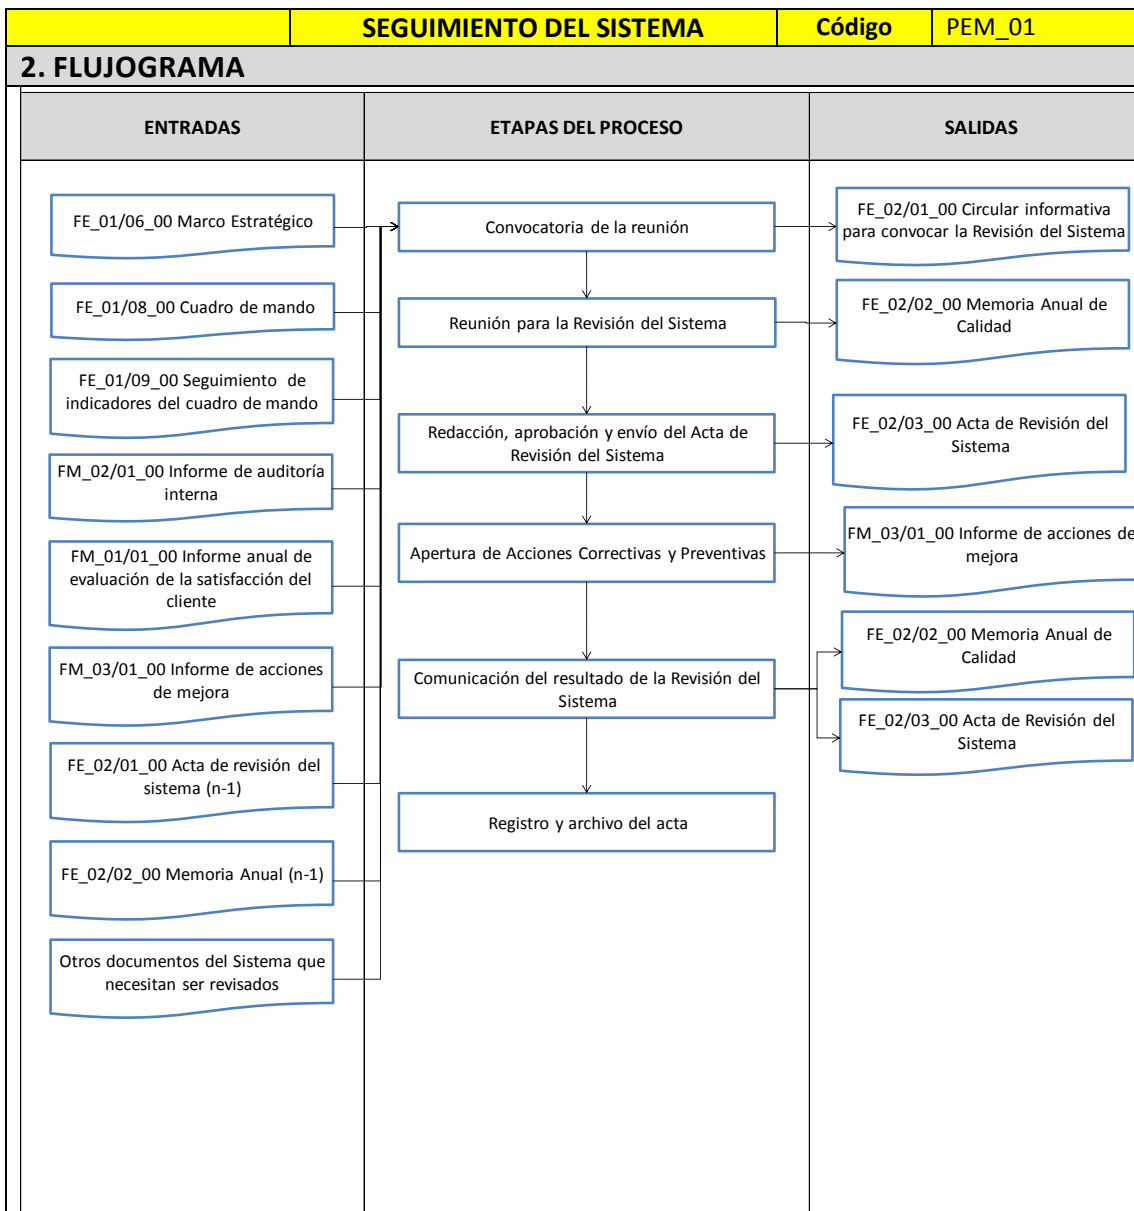 SEGUIMIENTO DEL SISTEMA
Código
PEM_01
2. FLUJOGRAMA
ENTRADAS
ETAPAS DEL PROCESO
SALIDAS
FE_01/06_00 Marco Estratégico
FE_01/08_00 Cuadro de mando
FE_01/09_00 Seguimiento de
indicadores del cuadro de mando
FM_02/01_00 Informe de auditoría
interna
FM_01/01_00 Informe anual de
evaluación de la satisfacción del
cliente
FM_03/01_00 Informe de acciones
de mejora
FE_02/01_00 Acta de revisión del
sistema (n-1)
FE_02/02_00 Memoria Anual (n-1)
Otros documentos del Sistema que
necesitan ser revisados
Convocatoria de la reunión
Reunión para la Revisión del Sistema
Redacción, aprobación y envío del Acta de
Revisión del Sistema
Apertura de Acciones Correctivas y Preventivas
Comunicación del resultado de la Revisión del
Sistema
Registro y archivo del acta
FE_02/01_00 Circular informativa
para convocar la Revisión del Sistema
FE_02/02_00 Memoria Anual de
Calidad
FE_02/03_00 Acta de Revisión del
Sistema
FM_03/01_00 Informe de acciones de
mejora
FE_02/02_00 Memoria Anual de
Calidad
FE_02/03_00 Acta de Revisión del
Sistema